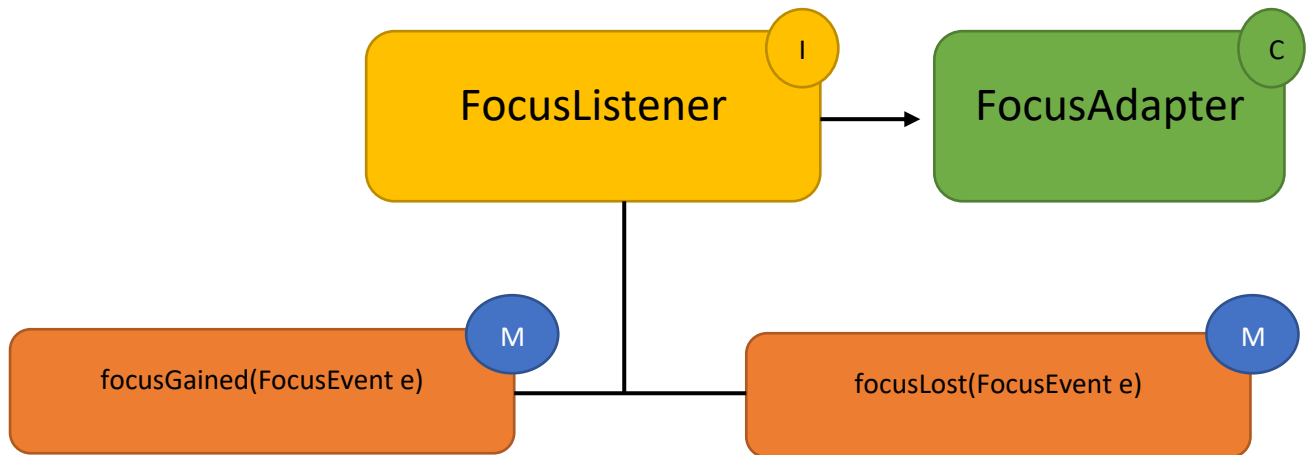 I
C
FocusListener
FocusAdapter
M
M
focusGained(FocusEvent e)
focusLost(FocusEvent e)